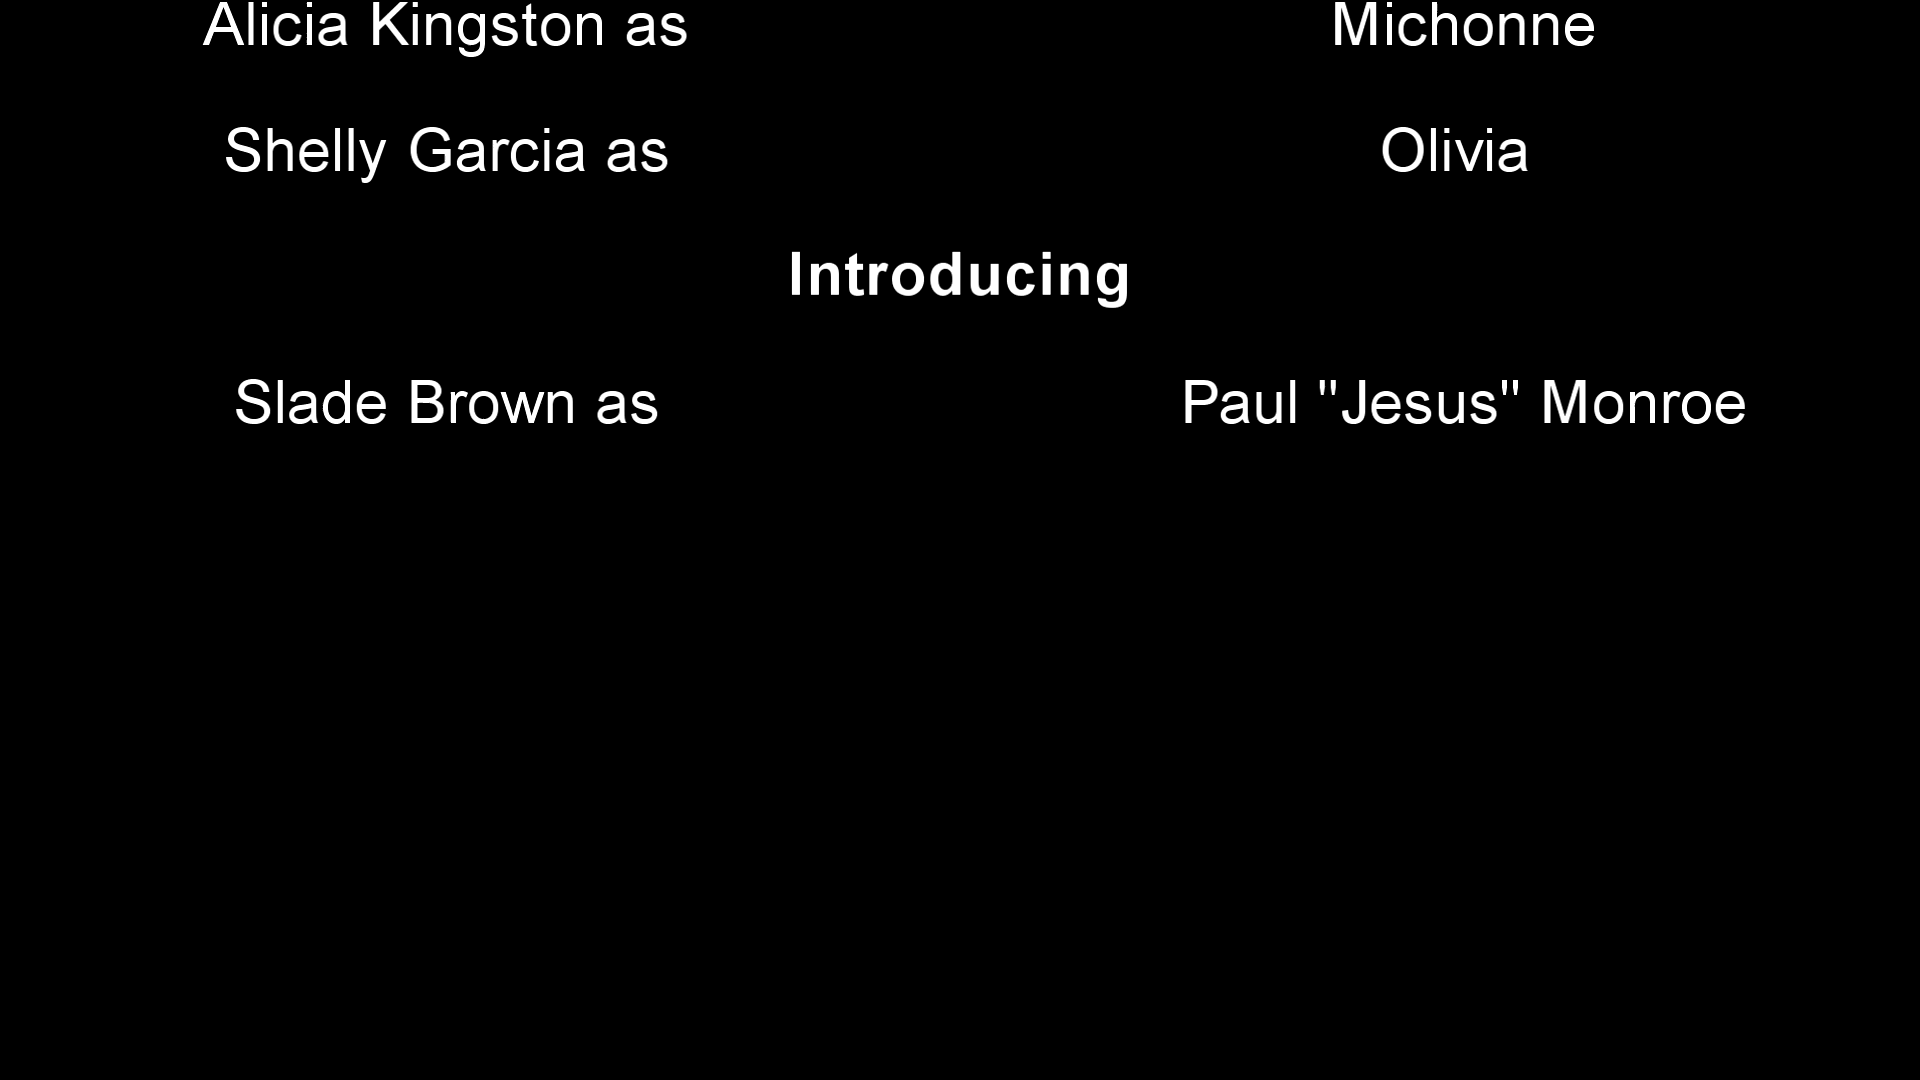 Alicia Kingston as Michonne
Shelly Garcia as Olivia
Introducing
Slade Brown as Paul "Jesus" Monroe